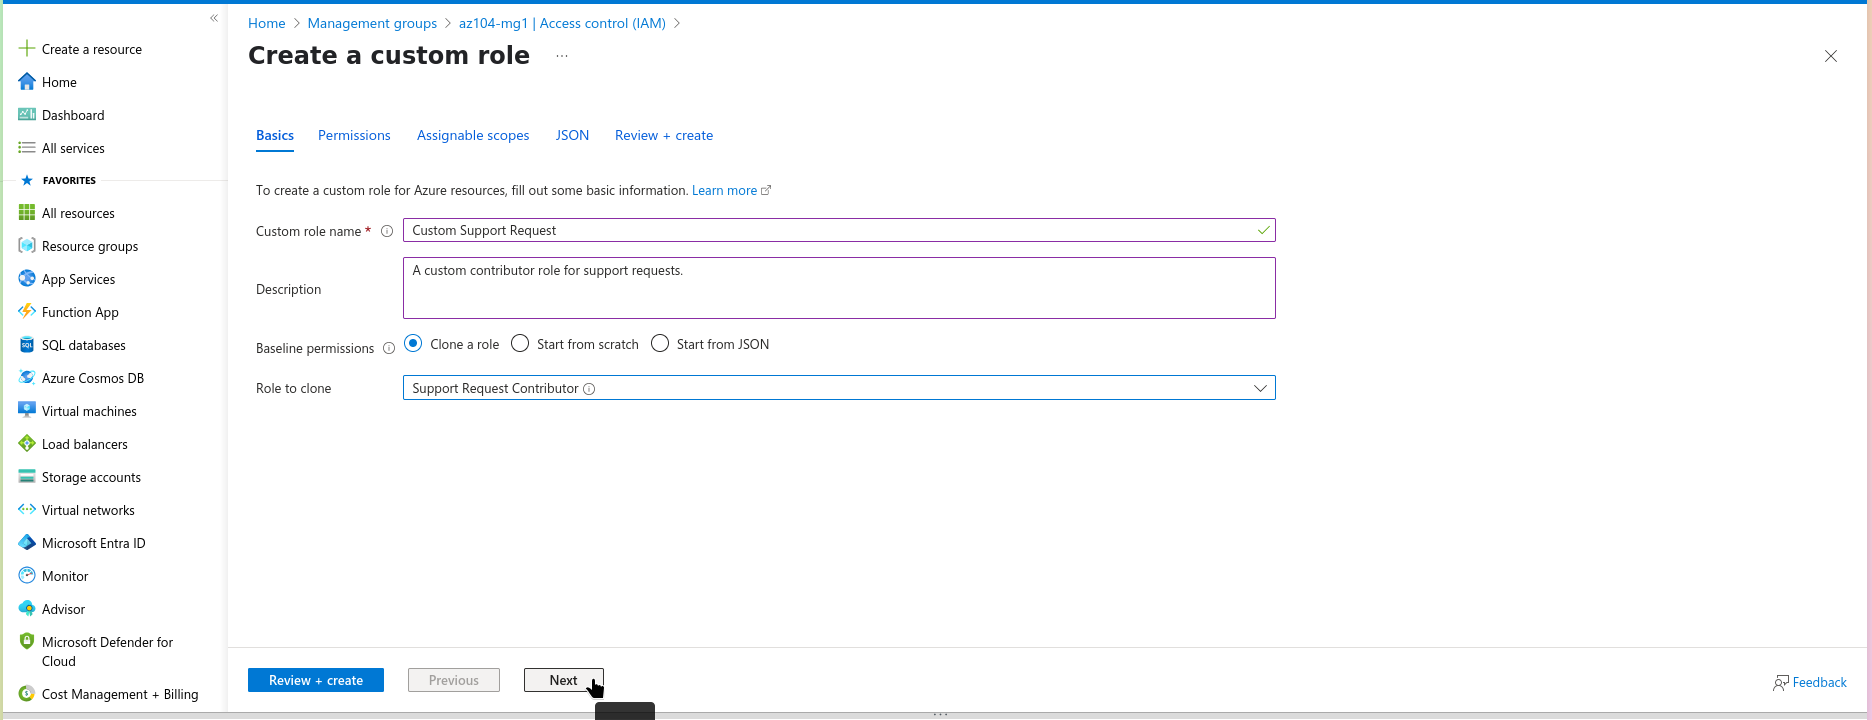 «
Create a resource
Home
Dashboard
All services
FAVORITES
All resources
Resource groups
App Services
Function App
SQL databases
Azure Cosmos DB
Virtual machines
Load balancers
Storage accounts
Virtual networks
Microsoft Entra ID
Monitor
Advisor
Microsoft Defender for
Cloud
Cost Management + Billing
Home > Management groups > az104-mg1 | Access control (IAM) >
Create a custom role ...
Basics Permissions Assignable scopes JSON Review + create
To create a custom role for Azure resources, fill out some basic information. Learn more
Custom role name * Custom Support Request
Description A custom contributor role for support requests.
Baseline permissions Clone a role Start from scratch Start from JSON
Role to clone Support Request Contributor
Review + create Previous Next
Feedback